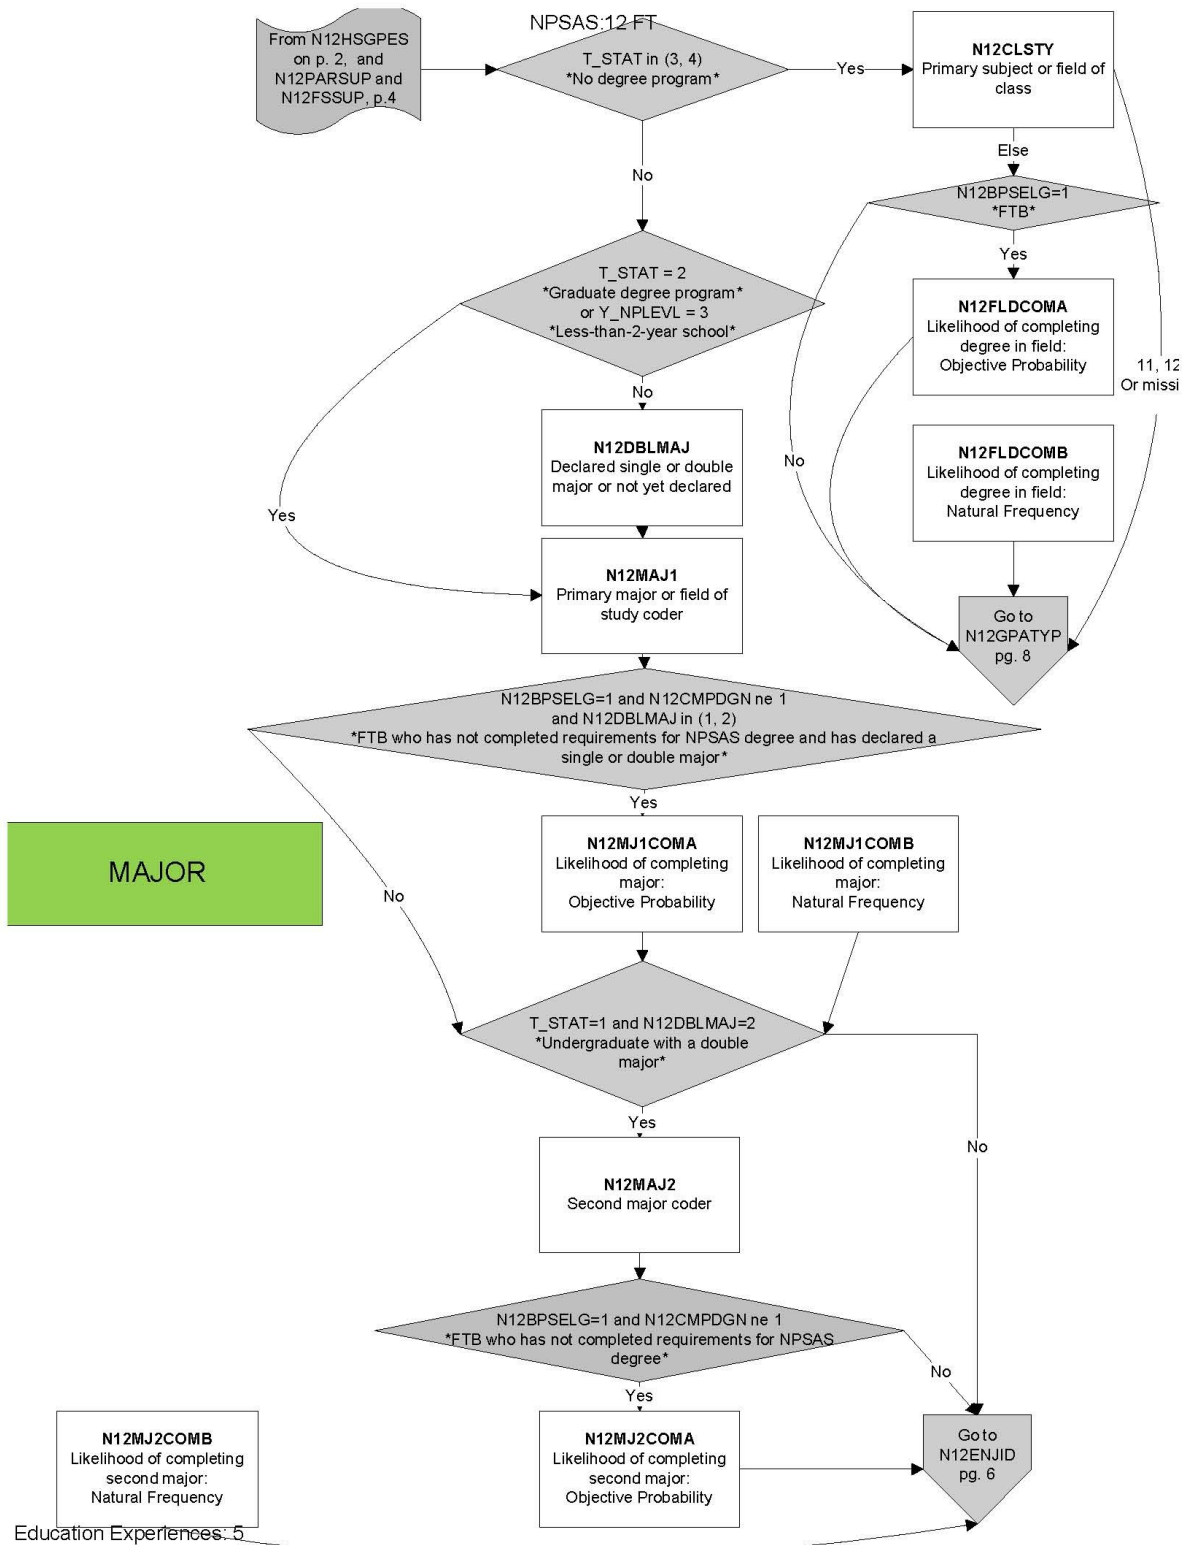 NPSAS:12 FT
From N12HSGPES
on p. 2, and
N12PARSUP and
N12FSSUP, p.4
T_STAT in (3, 4)
*No degree program*
Yes
N12CLSTY
Primary subject or field of
class
Else
No
N12BPSELG=1
*FTB*
Yes
T_STAT = 2
*Graduate degree program*
or Y_NPLEVL = 3
*Less-than-2-year school*
N12FLDCOMA
Likelihood of completing
degree in field:
Objective Probability
11, 12
Or missi
No
N12DBLMAJ
Declared single or double
major or not yet declared
N12FLDCOMB
Likelihood of completing
degree in field:
Natural Frequency
No
Yes
N12MAJ1
Primary major or field of
study coder
Go to
N12GPATYP
pg. 8
N12BPSELG=1 and N12CMPDGN ne 1
and N12DBLMAJ in (1, 2)
*FTB who has not completed requirements for NPSAS degree and has declared a
single or double major*
Yes
MAJOR
No
N12MJ1COMA
Likelihood of completing
major:
Objective Probability
N12MJ1COMB
Likelihood of completing
major:
Natural Frequency
T_STAT=1 and N12DBLMAJ=2
*Undergraduate with a double
major*
Yes
No
N12MAJ2
Second major coder
N12BPSELG=1 and N12CMPDGN ne 1
*FTB who has not completed requirements for NPSAS
degree*
No
Yes
N12MJ2COMB
Likelihood of completing
second major:
Natural Frequency
N12MJ2COMA
Likelihood of completing
second major:
Objective Probability
Go to
N12ENJID
pg. 6
Education Experiences: 5